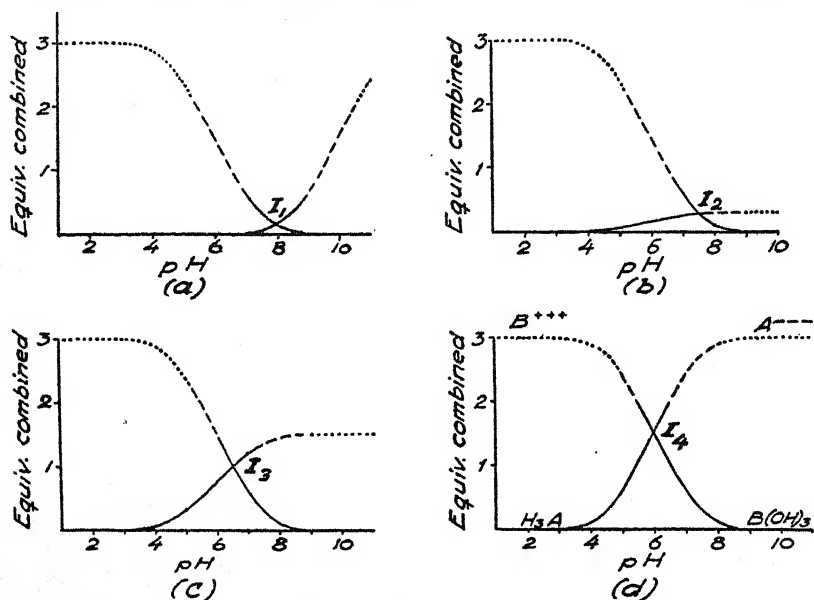 Equiv. combined
3
2
1
I₁
2 4 6 8 10
pH
(a)
Equiv. combined
3
2
1
I₂
2 4 6 8 10
pH
(b)
Equiv. combined
3
2
1
I₃
2 4 6 8 10
pH
(c)
Equiv. combined
B+++
A---
3
2
1
I₄
H₃A
B(OH)₃
2 4 6 8 10
pH
(d)